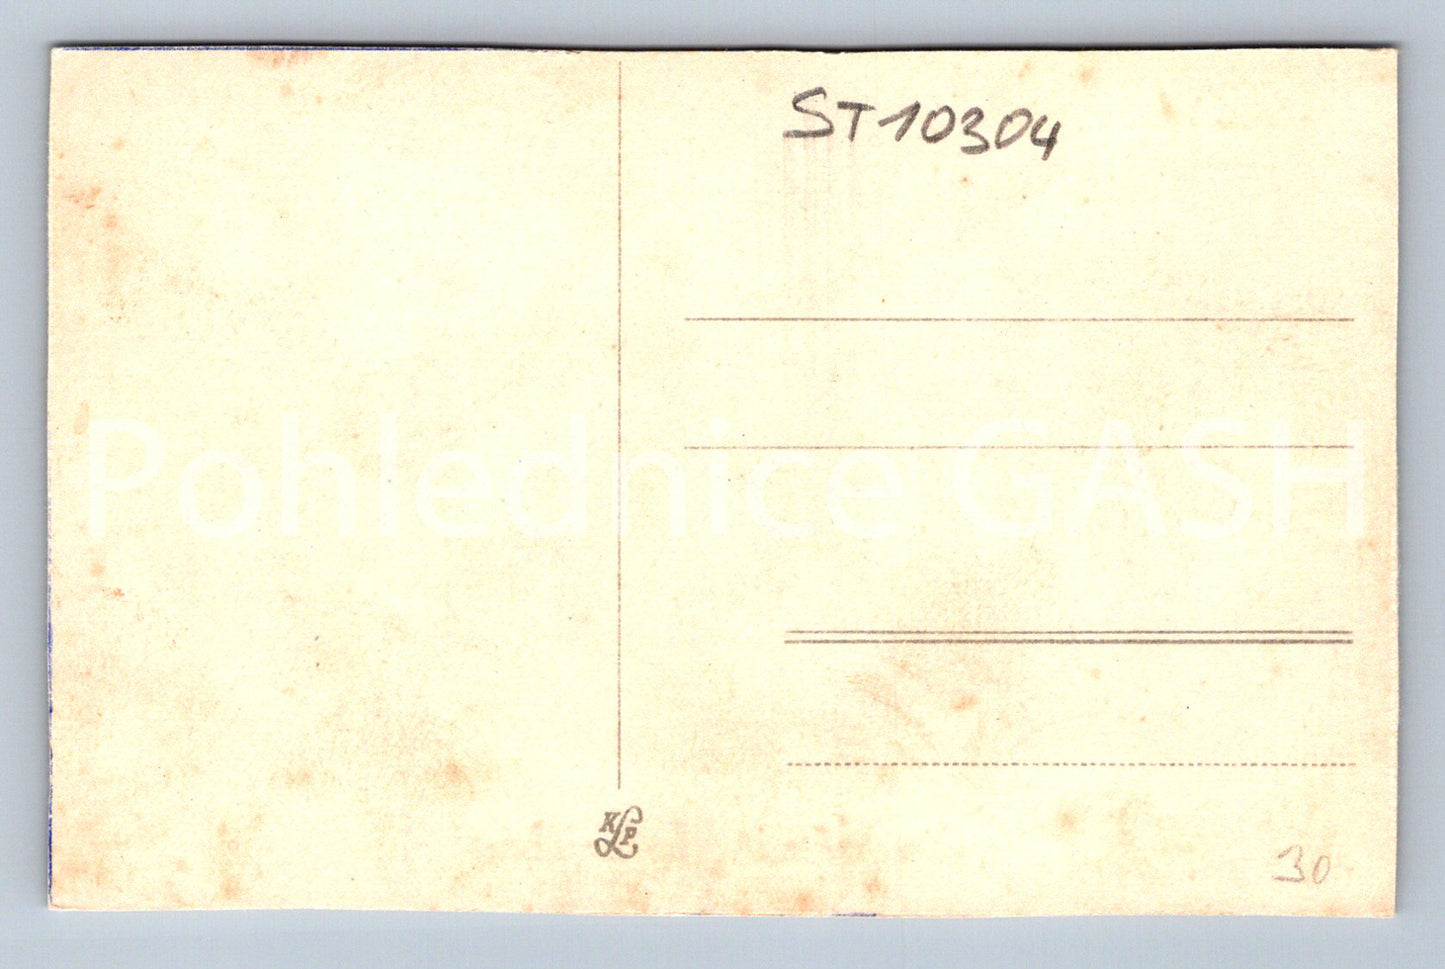 ST10304
Pohlednice GASH
KLP
30